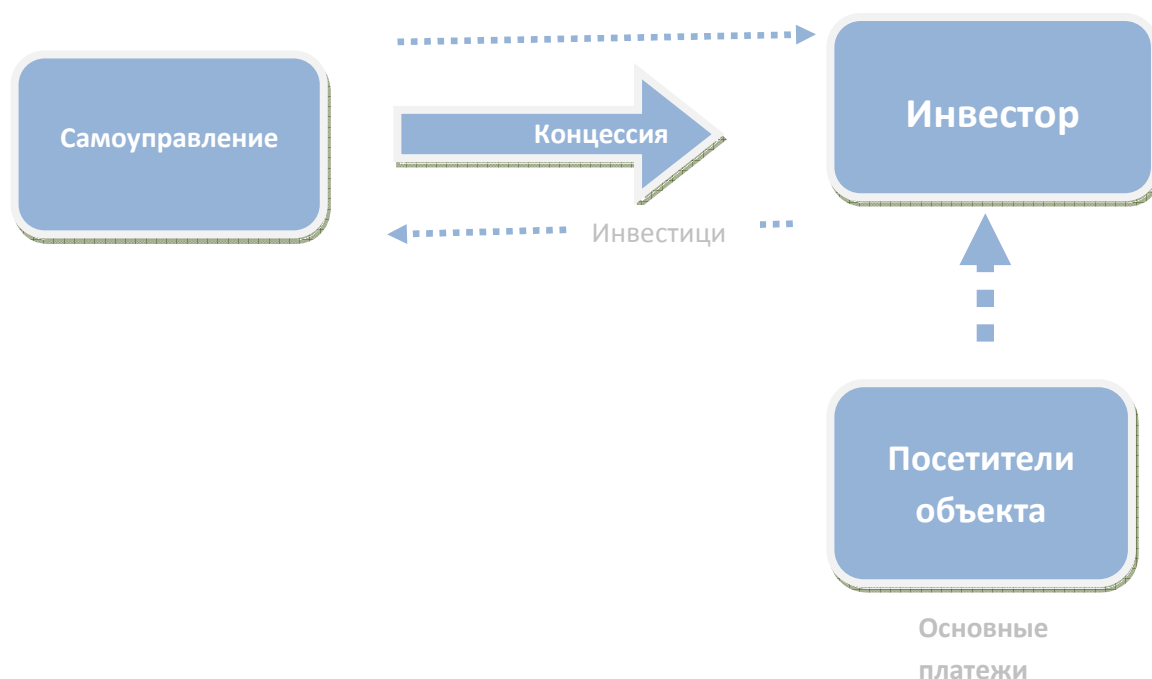 Самоуправление
Концессия
Инвестор
Инвестици
Посетители
объекта
Основные
платежи